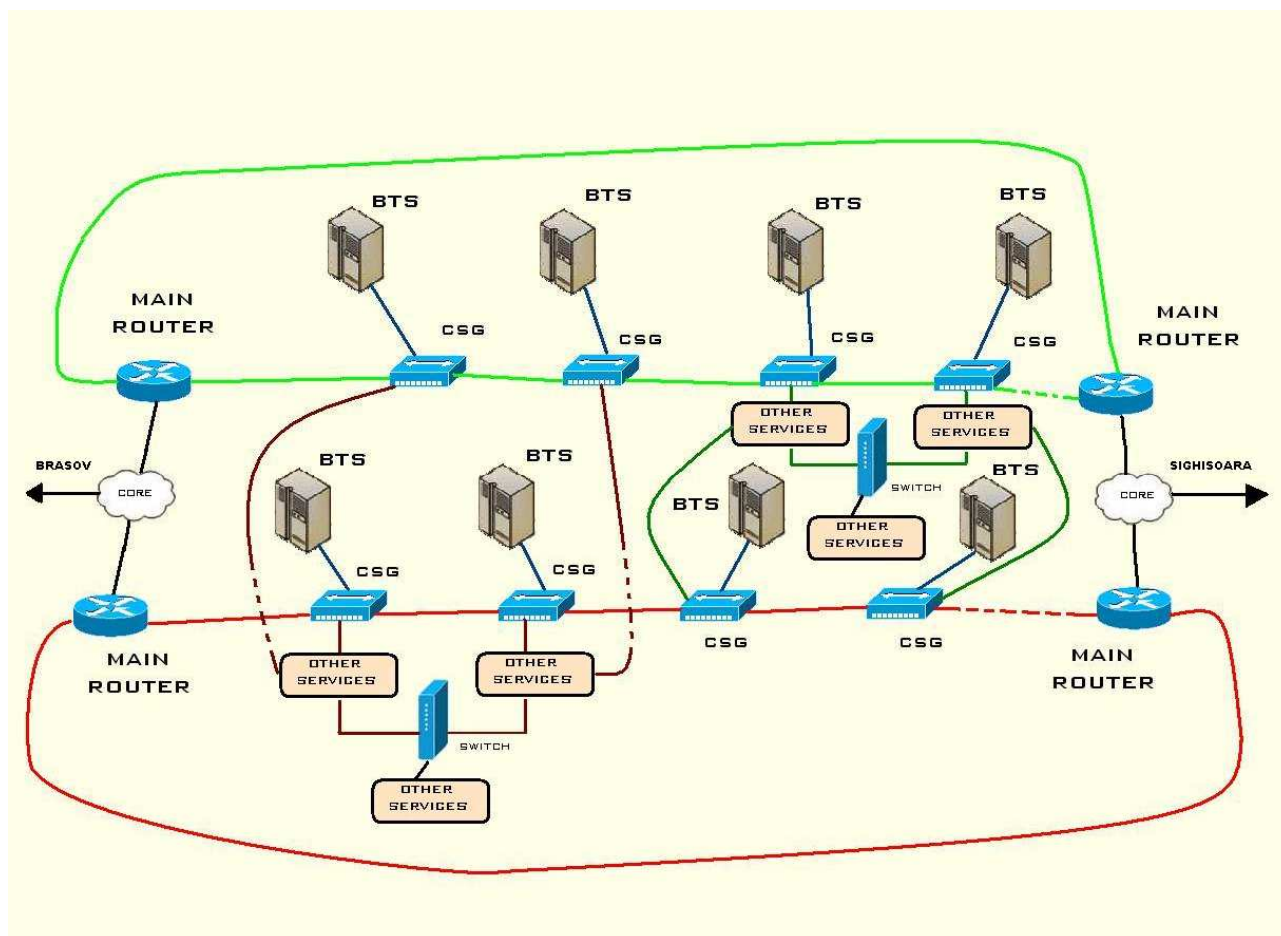 BTS
BTS
BTS
BTS
MAIN
ROUTER
MAIN
ROUTER
CSG
CSG
CSG
CSG
OTHER
SERVICES
OTHER
SERVICES
BRASOV
CORE
BTS
BTS
BTS
SWITCH
BTS
CORE
SIGHISOARA
OTHER
SERVICES
CSG
CSG
CSG
CSG
MAIN
ROUTER
OTHER
SERVICES
OTHER
SERVICES
MAIN
ROUTER
SWITCH
OTHER
SERVICES